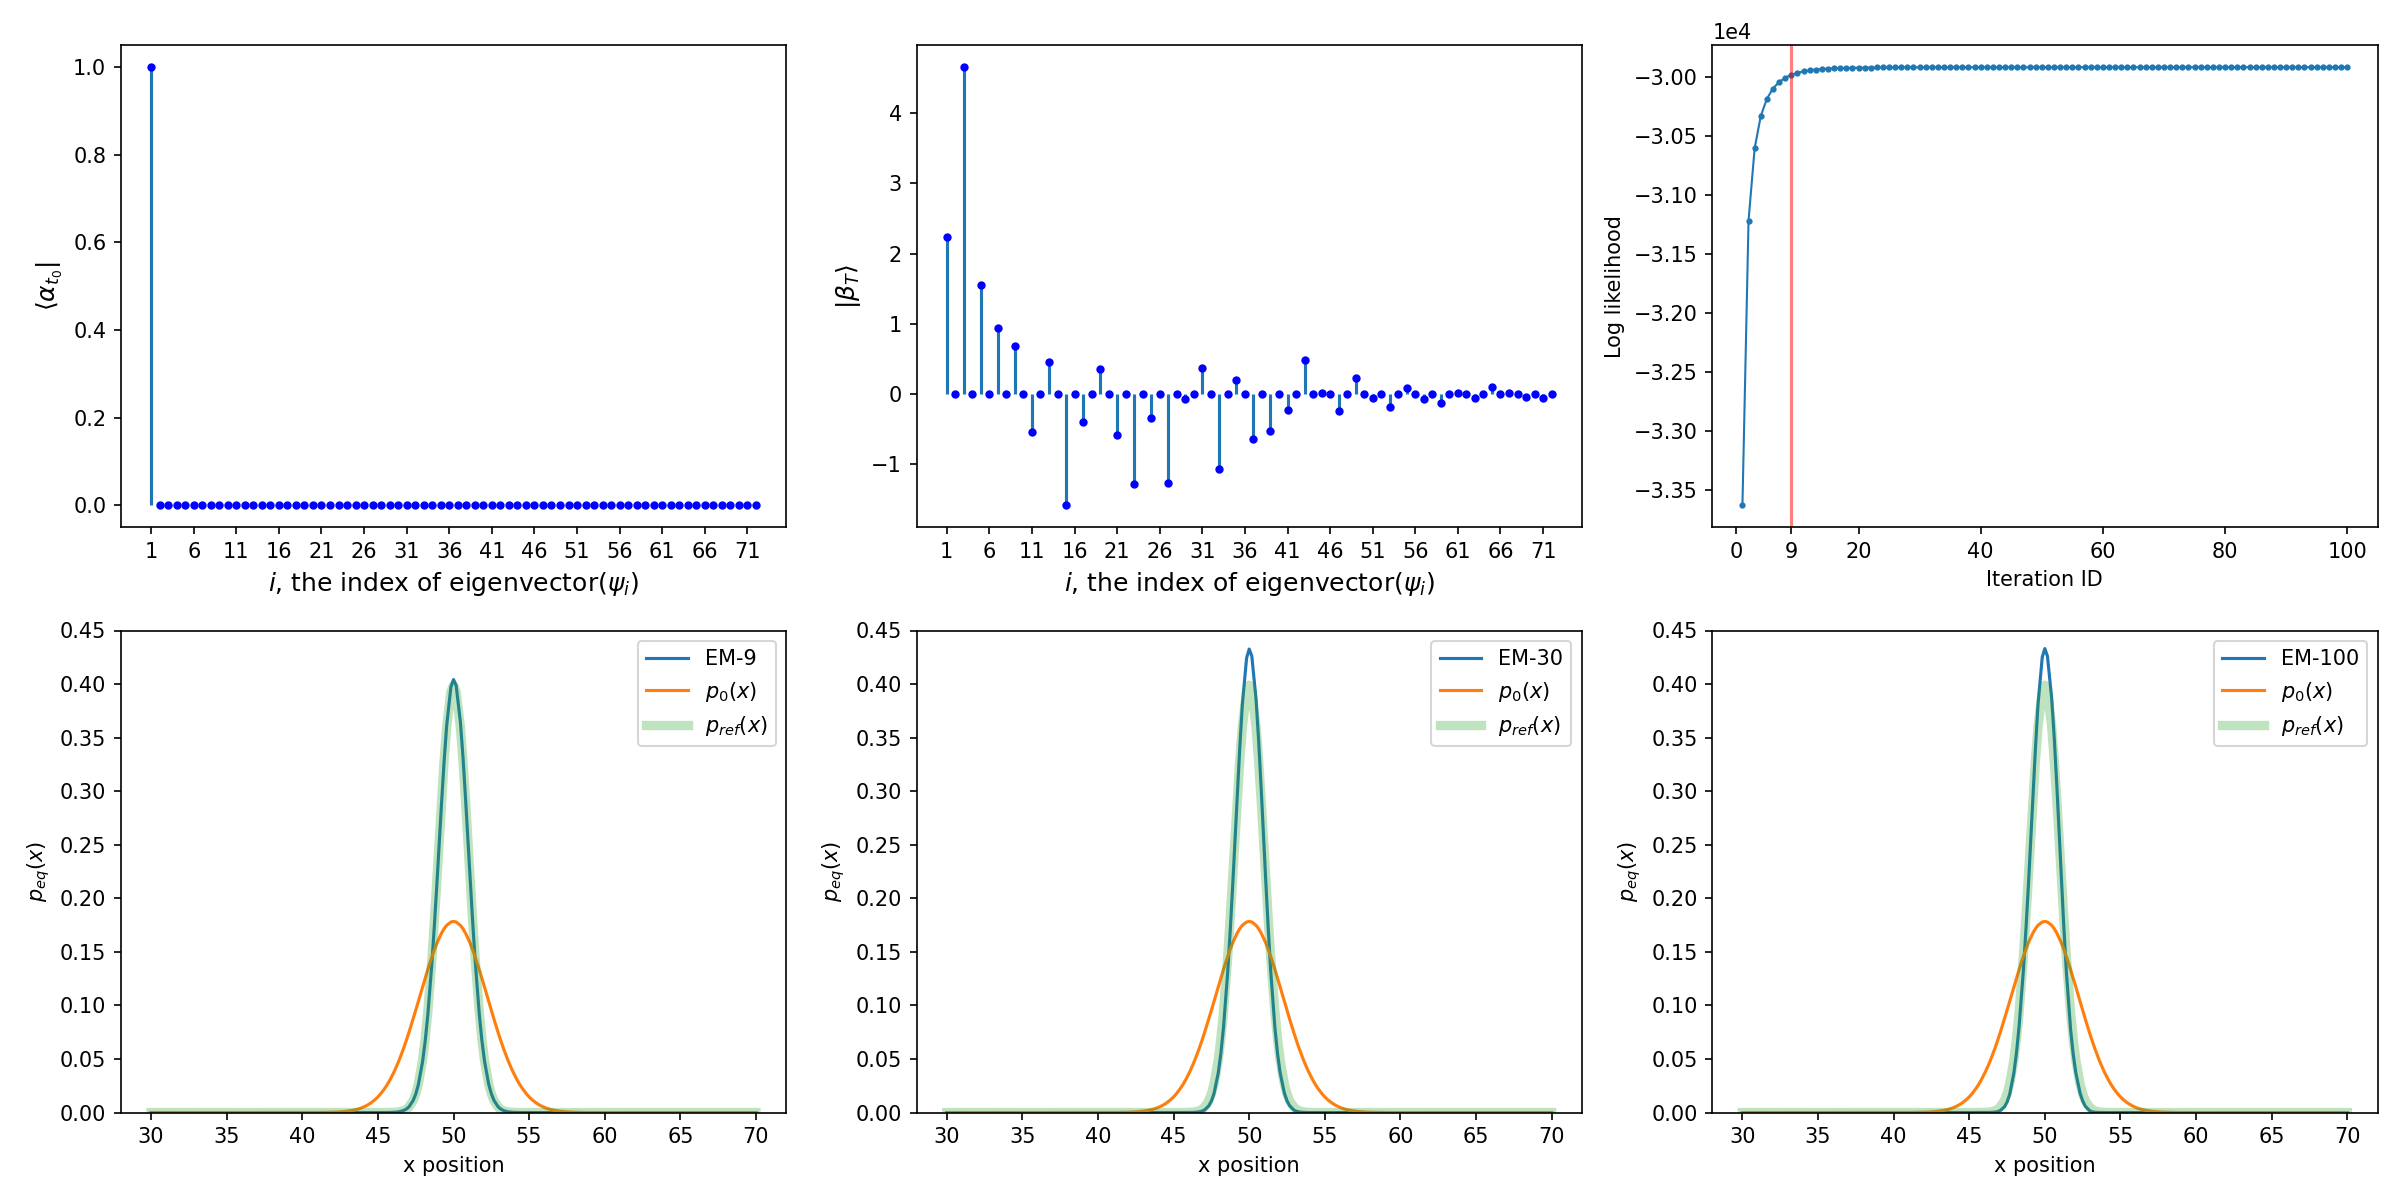 1.0
0.8
0.6
0.4
0.2
0.0
⟨α_{t_0}|
1 6 11 16 21 26 31 36 41 46 51 56 61 66 71
i, the index of eigenvector(ψ_i)
4
3
2
1
0
−1
|β_T⟩
1 6 11 16 21 26 31 36 41 46 51 56 61 66 71
i, the index of eigenvector(ψ_i)
1e4
−3.00
−3.05
−3.10
−3.15
−3.20
−3.25
−3.30
−3.35
Log likelihood
0 9 20 40 60 80 100
Iteration ID
0.45
0.40
0.35
0.30
0.25
0.20
0.15
0.10
0.05
0.00
p_{eq}(x)
EM-9
p_0(x)
p_{ref}(x)
30 35 40 45 50 55 60 65 70
x position
0.45
0.40
0.35
0.30
0.25
0.20
0.15
0.10
0.05
0.00
p_{eq}(x)
EM-30
p_0(x)
p_{ref}(x)
30 35 40 45 50 55 60 65 70
x position
0.45
0.40
0.35
0.30
0.25
0.20
0.15
0.10
0.05
0.00
p_{eq}(x)
EM-100
p_0(x)
p_{ref}(x)
30 35 40 45 50 55 60 65 70
x position